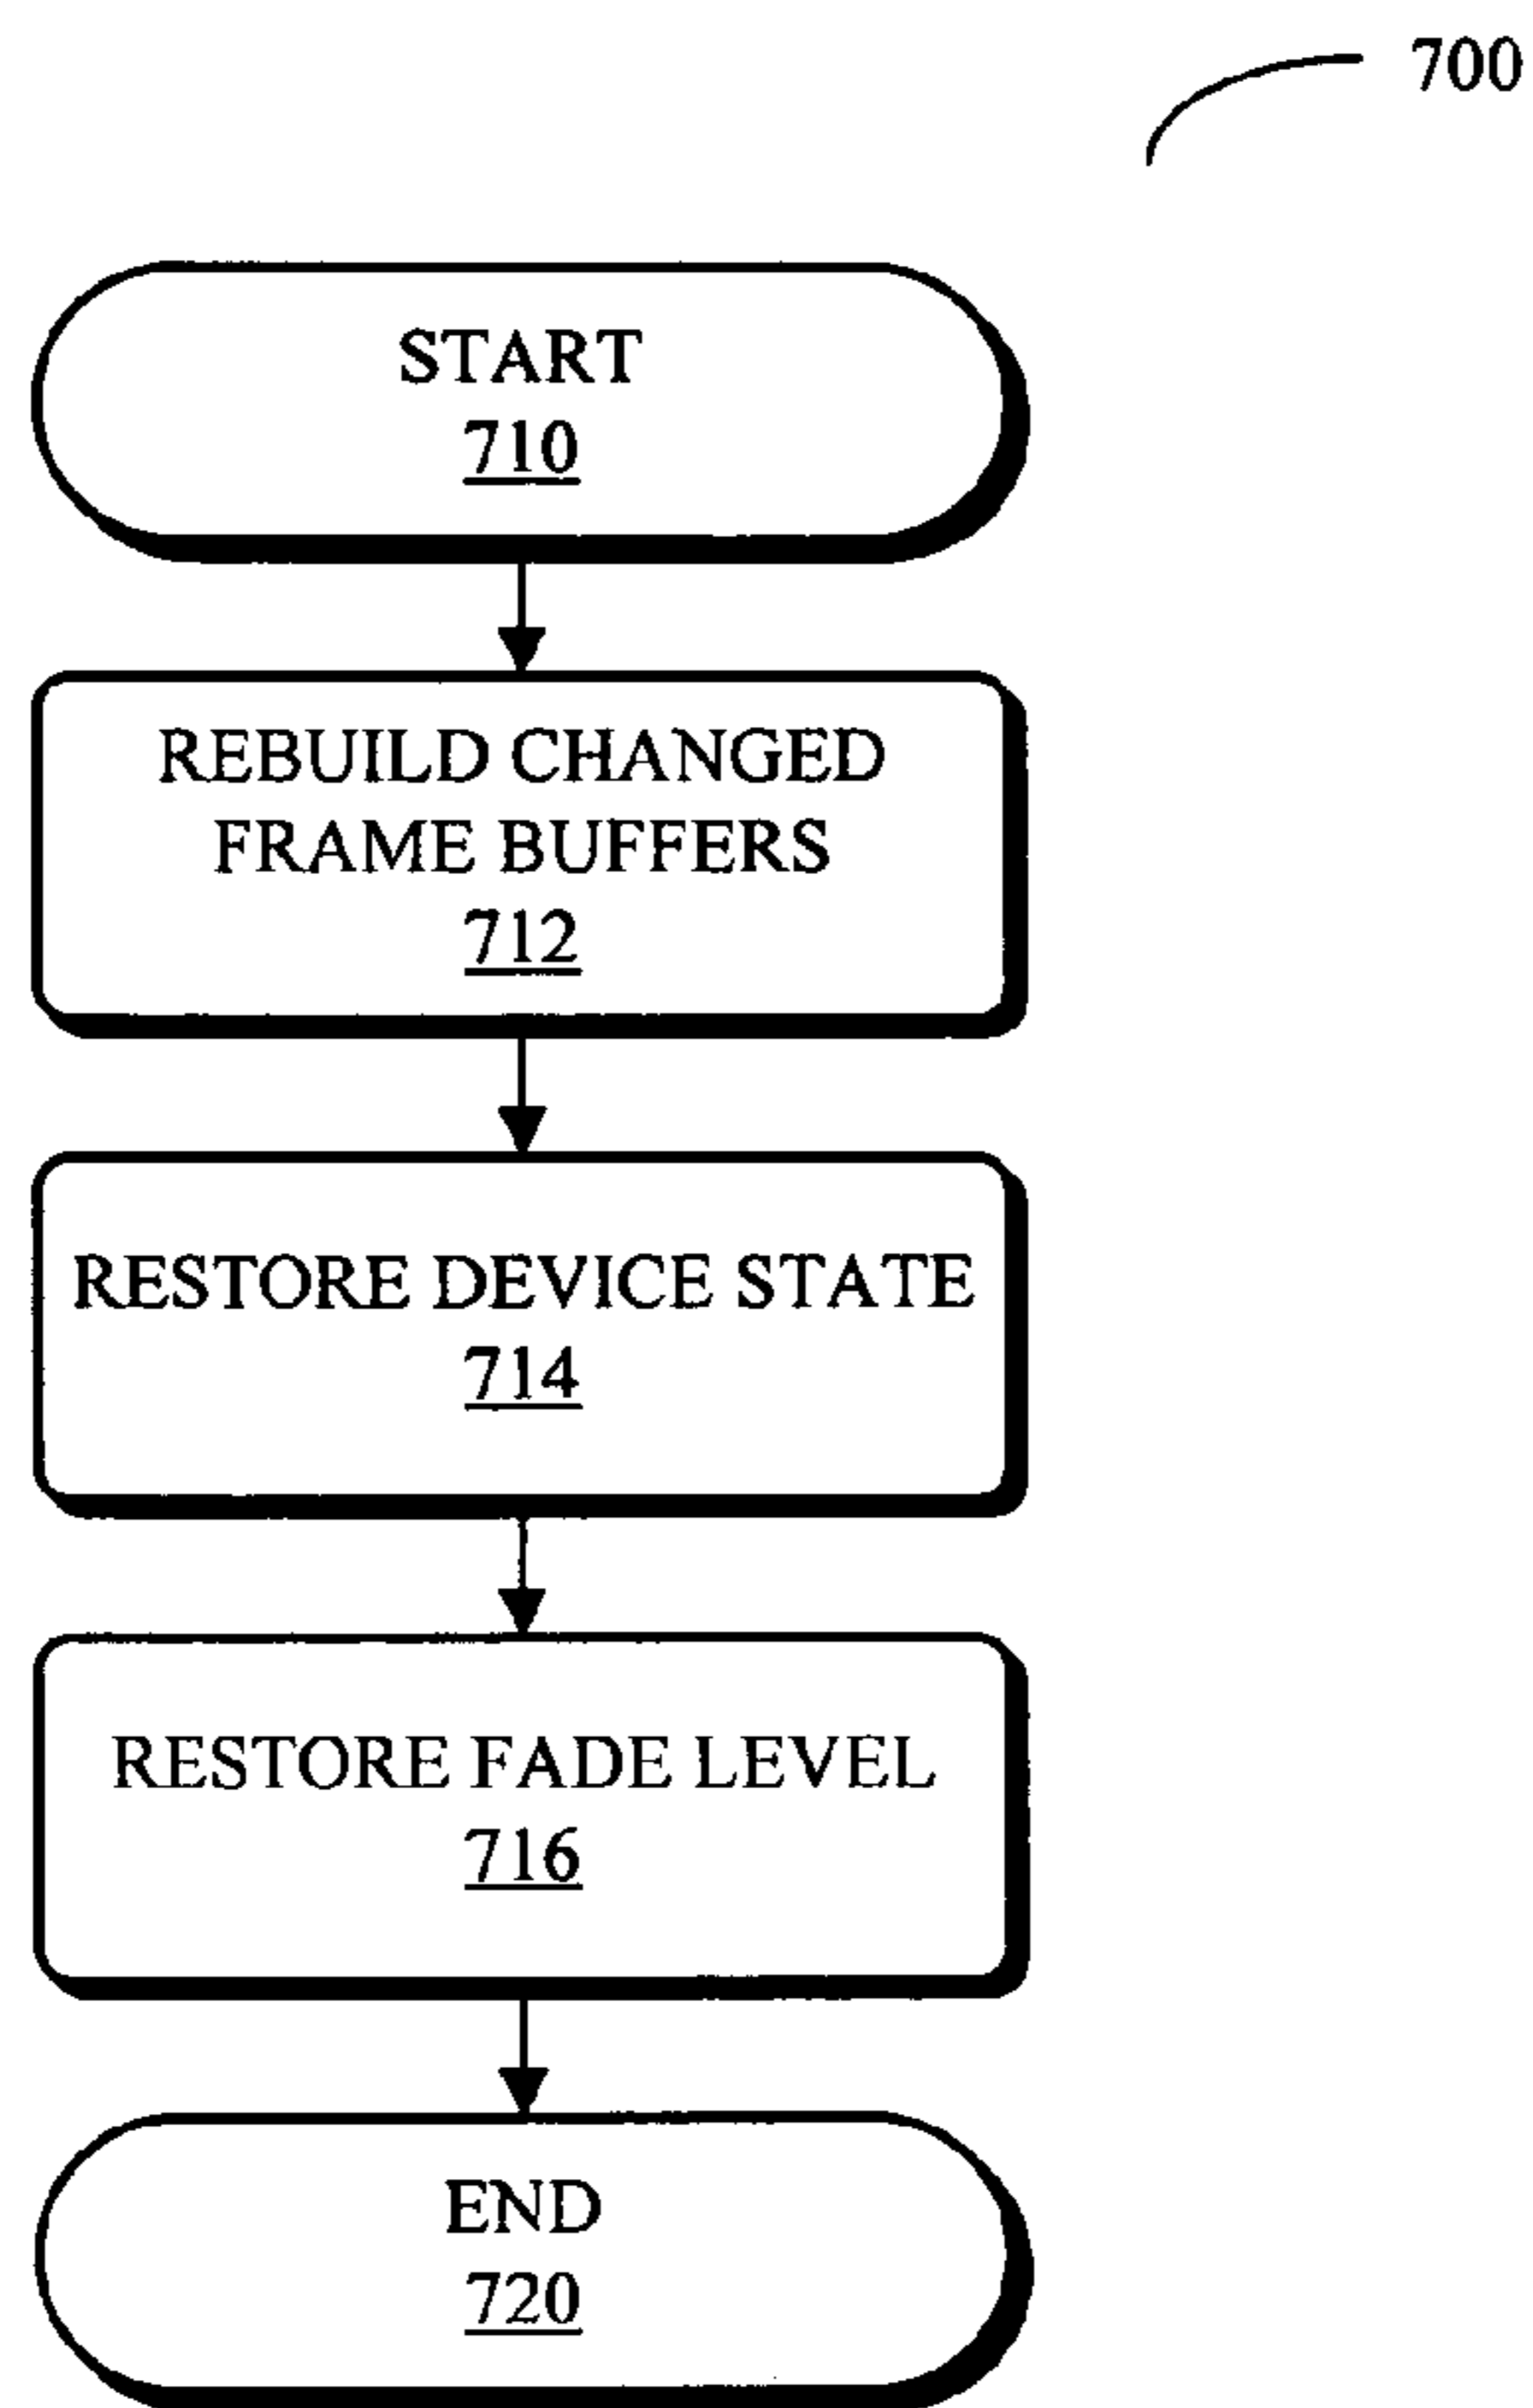 700
START
710
REBUILD CHANGED
FRAME BUFFERS
712
RESTORE DEVICE STATE
714
RESTORE FADE LEVEL
716
END
720